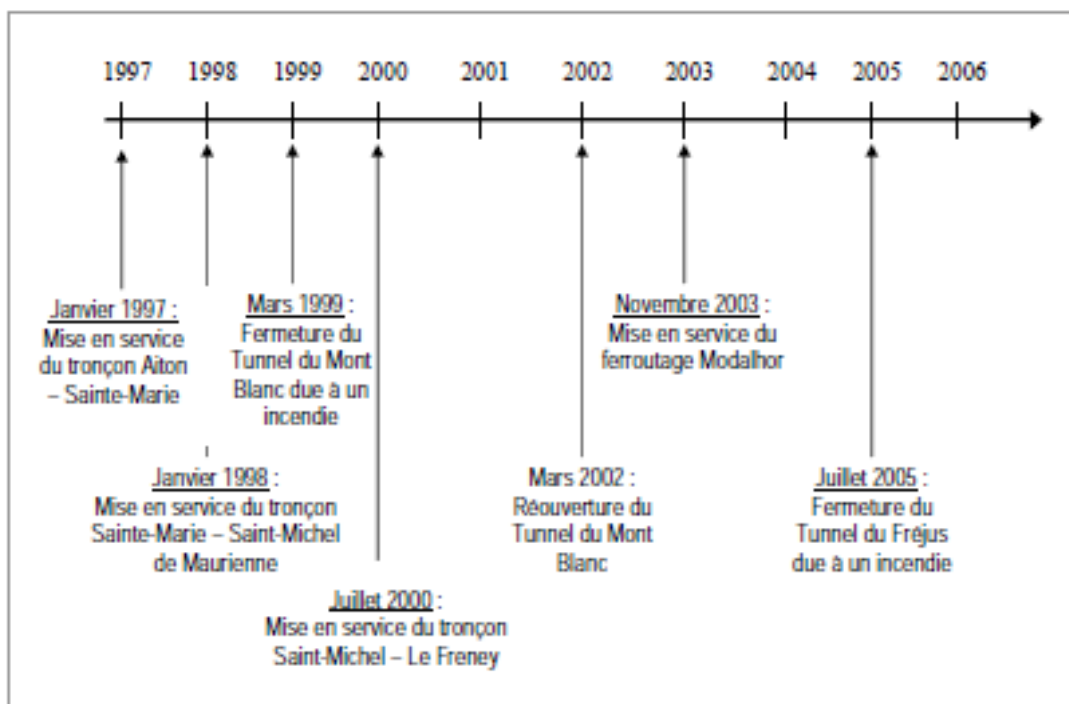 1997 1998 1999 2000 2001 2002 2003 2004 2005 2006
Janvier 1997 :
Mise en service
du tronçon Aiton
– Sainte-Marie
Mars 1999 :
Fermeture du
Tunnel du Mont
Blanc due à un
incendie
Novembre 2003 :
Mise en service du
ferroutage Modalhor
Janvier 1998 :
Mise en service du tronçon
Sainte-Marie – Saint-Michel
de Maurienne
Mars 2002 :
Réouverture du
Tunnel du Mont
Blanc
Juillet 2005 :
Fermeture du
Tunnel du Fréjus
due à un incendie
Juillet 2000 :
Mise en service du tronçon
Saint-Michel – Le Freney